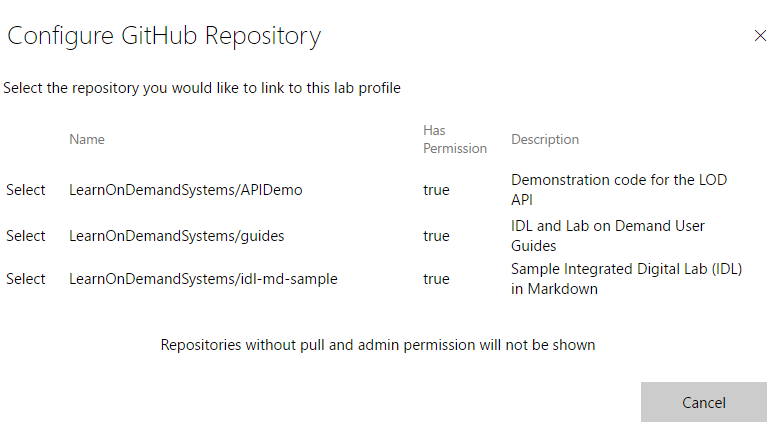 Configure GitHub Repository
Select the repository you would like to link to this lab profile
Name Has Permission Description
Select LearnOnDemandSystems/APIDemo true Demonstration code for the LOD
API
Select LearnOnDemandSystems/guides true IDL and Lab on Demand User
Guides
Select LearnOnDemandSystems/idl-md-sample true Sample Integrated Digital Lab (IDL)
in Markdown
Repositories without pull and admin permission will not be shown
Cancel